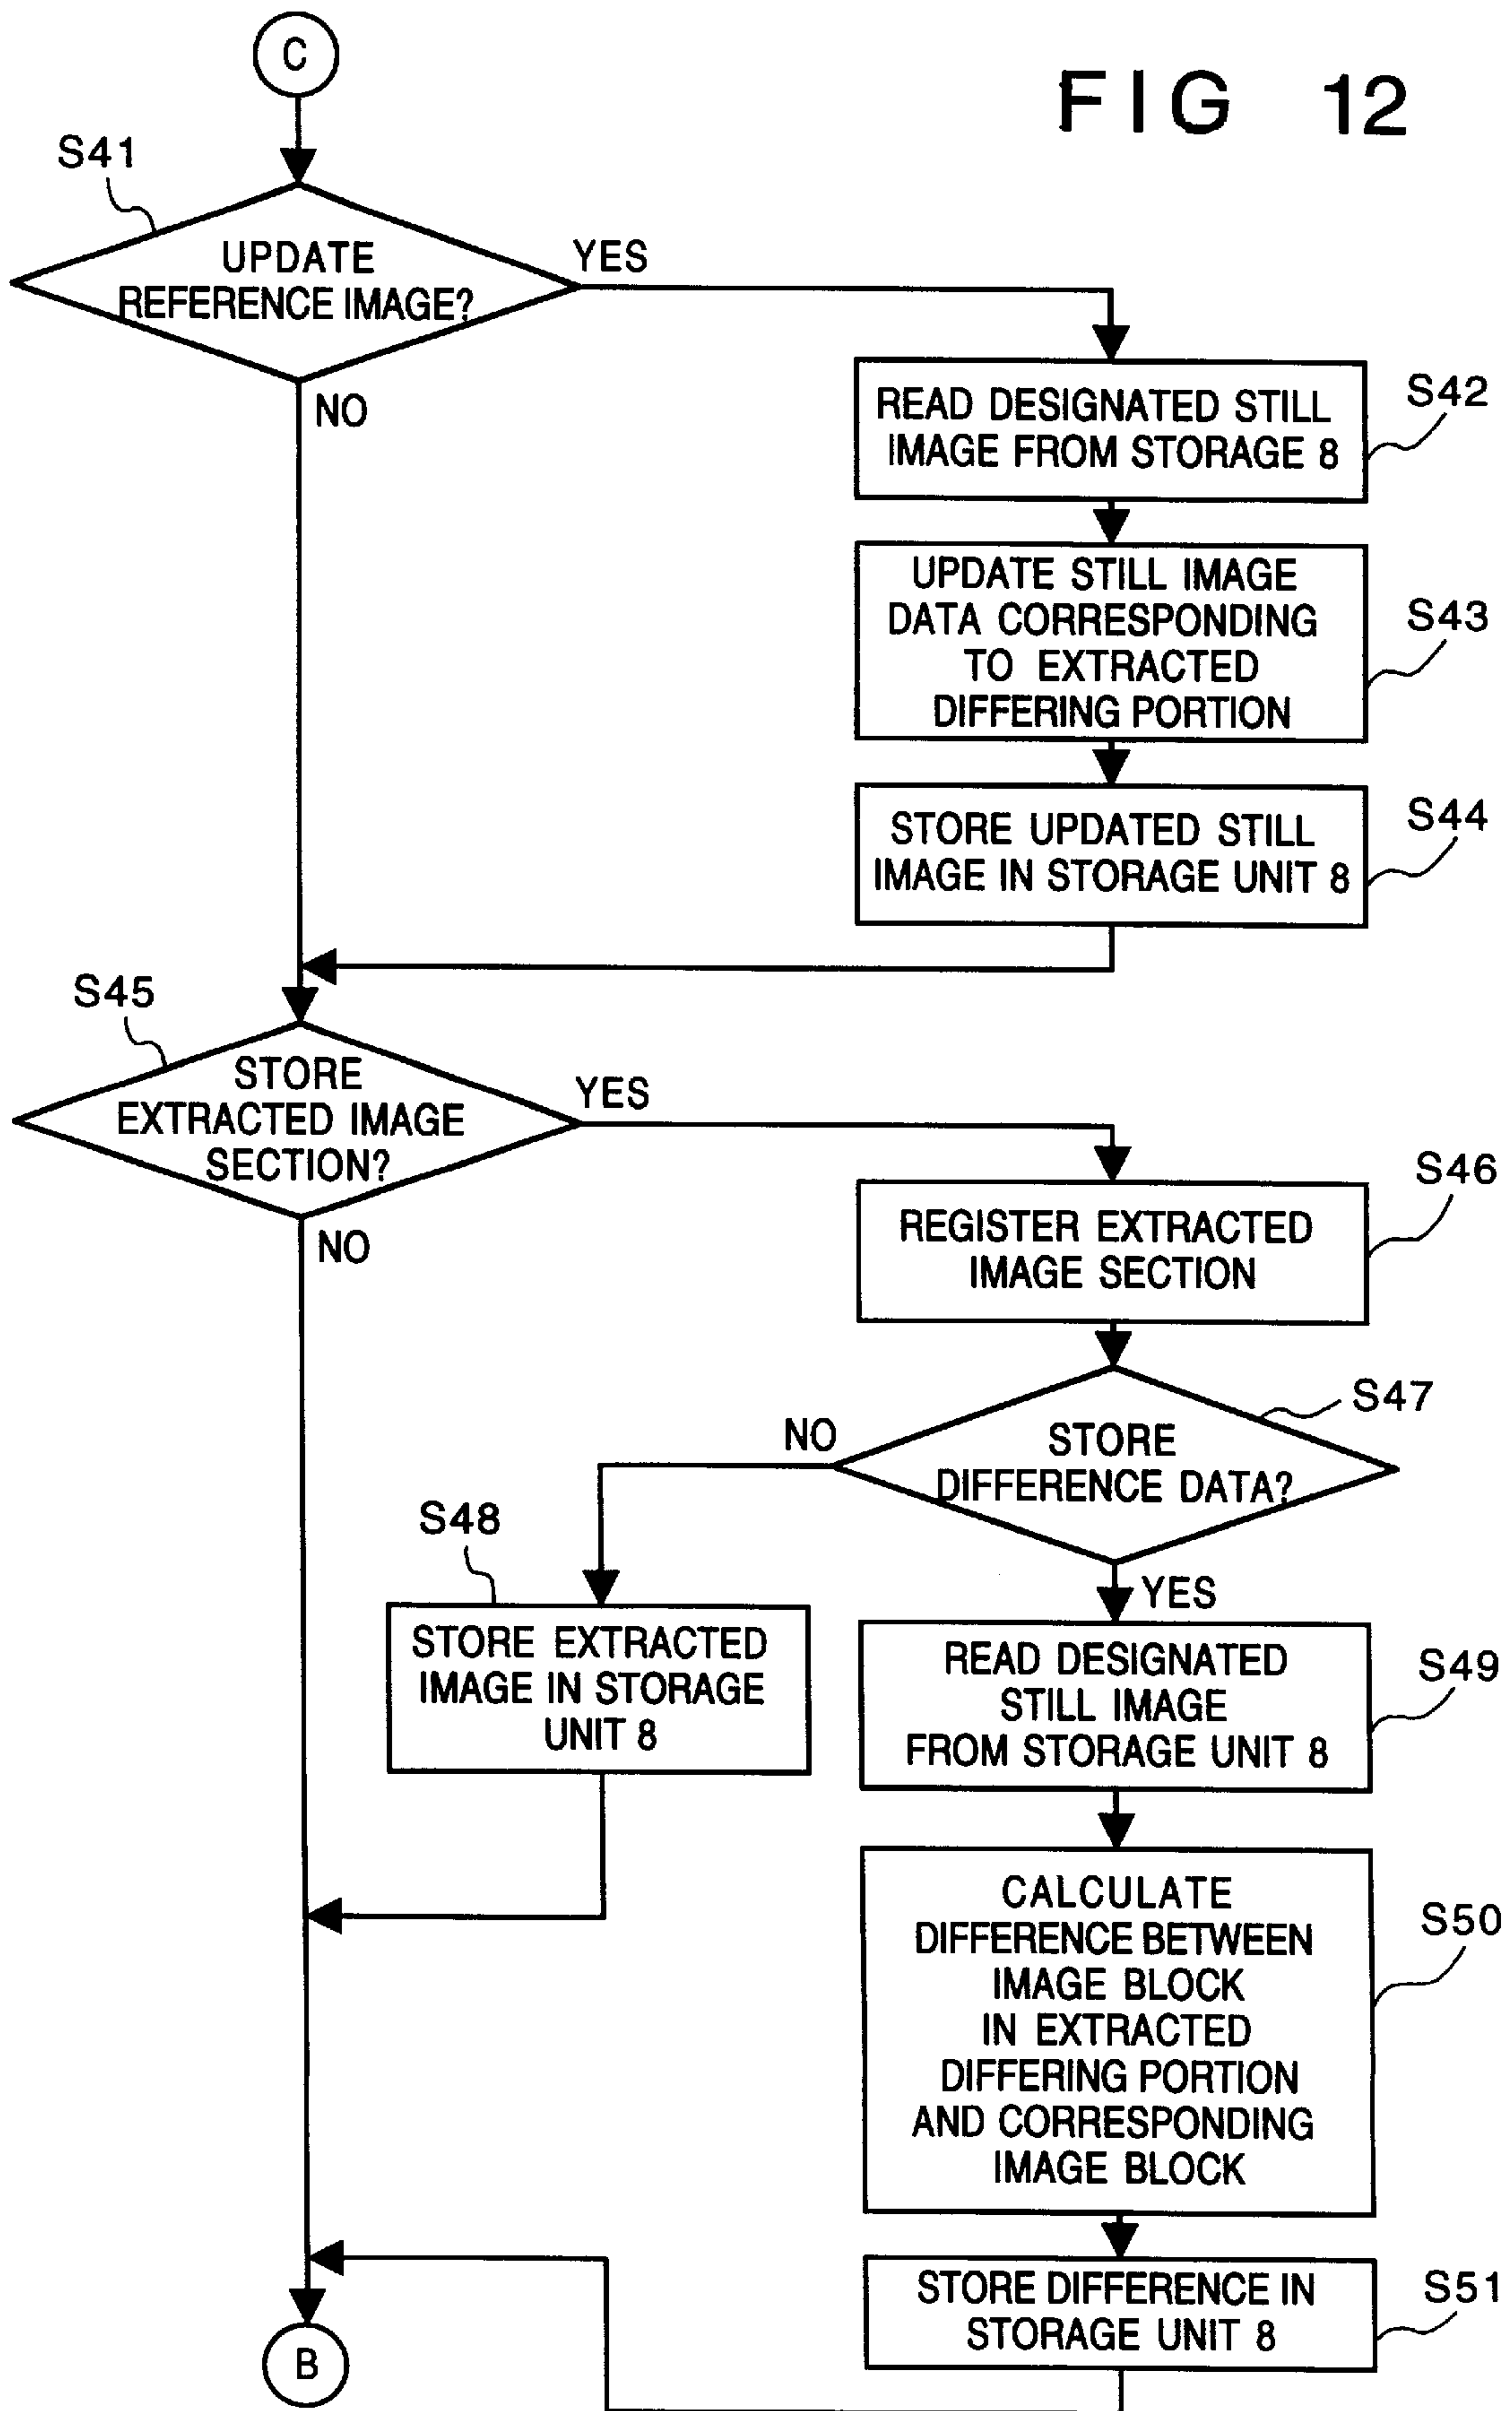 C
FIG 12
S41
UPDATE
REFERENCE IMAGE?
YES
NO
READ DESIGNATED STILL
IMAGE FROM STORAGE 8
S42
UPDATE STILL IMAGE
DATA CORRESPONDING
TO EXTRACTED
DIFFERING PORTION
S43
STORE UPDATED STILL
IMAGE IN STORAGE UNIT 8
S44
S45
STORE
EXTRACTED IMAGE
SECTION?
YES
NO
REGISTER EXTRACTED
IMAGE SECTION
S46
STORE
DIFFERENCE DATA?
S47
NO
YES
S48
STORE EXTRACTED
IMAGE IN STORAGE
UNIT 8
READ DESIGNATED
STILL IMAGE
FROM STORAGE UNIT 8
S49
CALCULATE
DIFFERENCE BETWEEN
IMAGE BLOCK
IN EXTRACTED
DIFFERING PORTION
AND CORRESPONDING
IMAGE BLOCK
S50
STORE DIFFERENCE IN
STORAGE UNIT 8
S51
B